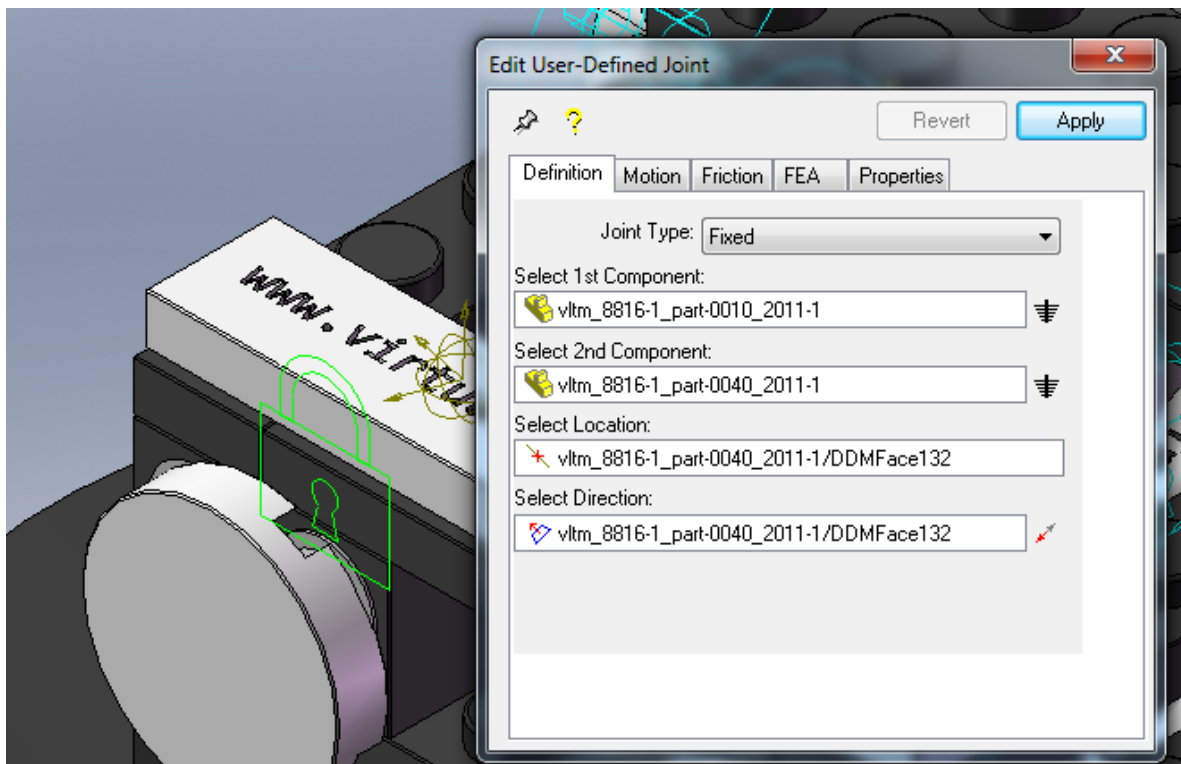 Edit User-Defined Joint
Revert Apply
Definition Motion Friction FEA Properties
Joint Type: Fixed
Select 1st Component:
vltm_8816-1_part-0010_2011-1
Select 2nd Component:
vltm_8816-1_part-0040_2011-1
Select Location:
vltm_8816-1_part-0040_2011-1/DDMFace132
Select Direction:
vltm_8816-1_part-0040_2011-1/DDMFace132
www.virtu